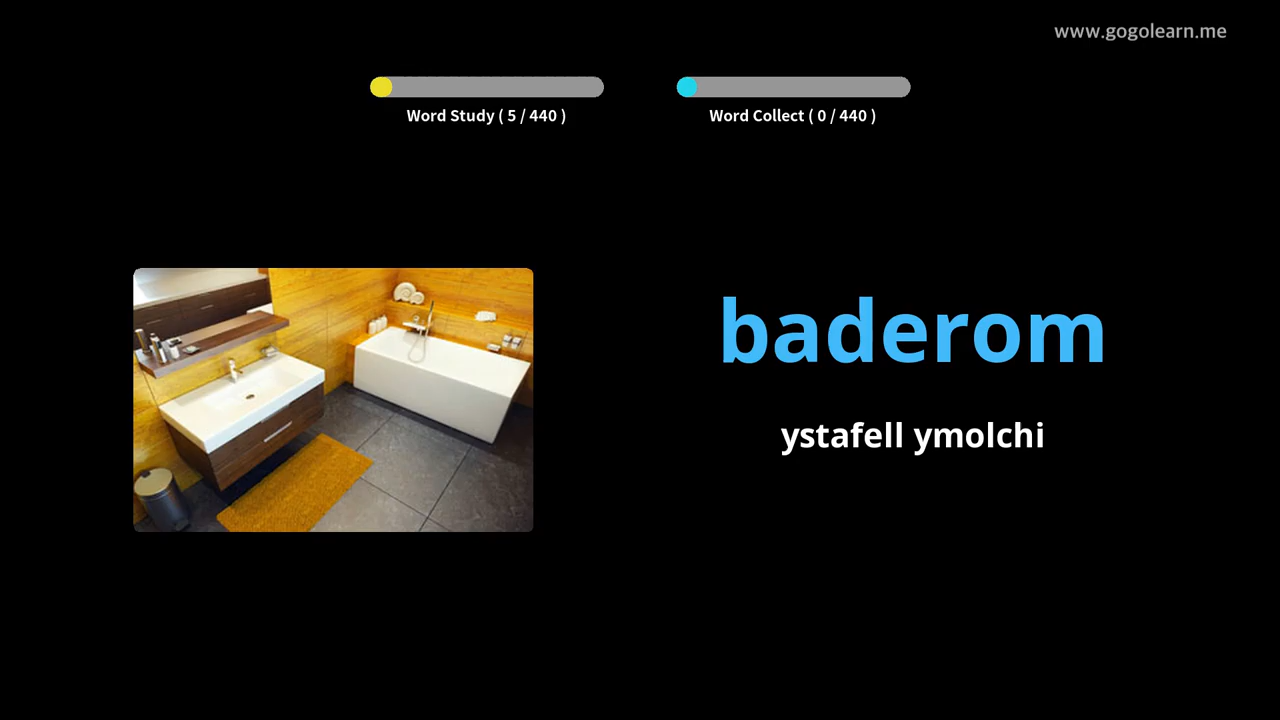 www.gogolearn.me
Word Study ( 5 / 440 )
Word Collect ( 0 / 440 )
baderom
ystafell ymolchi